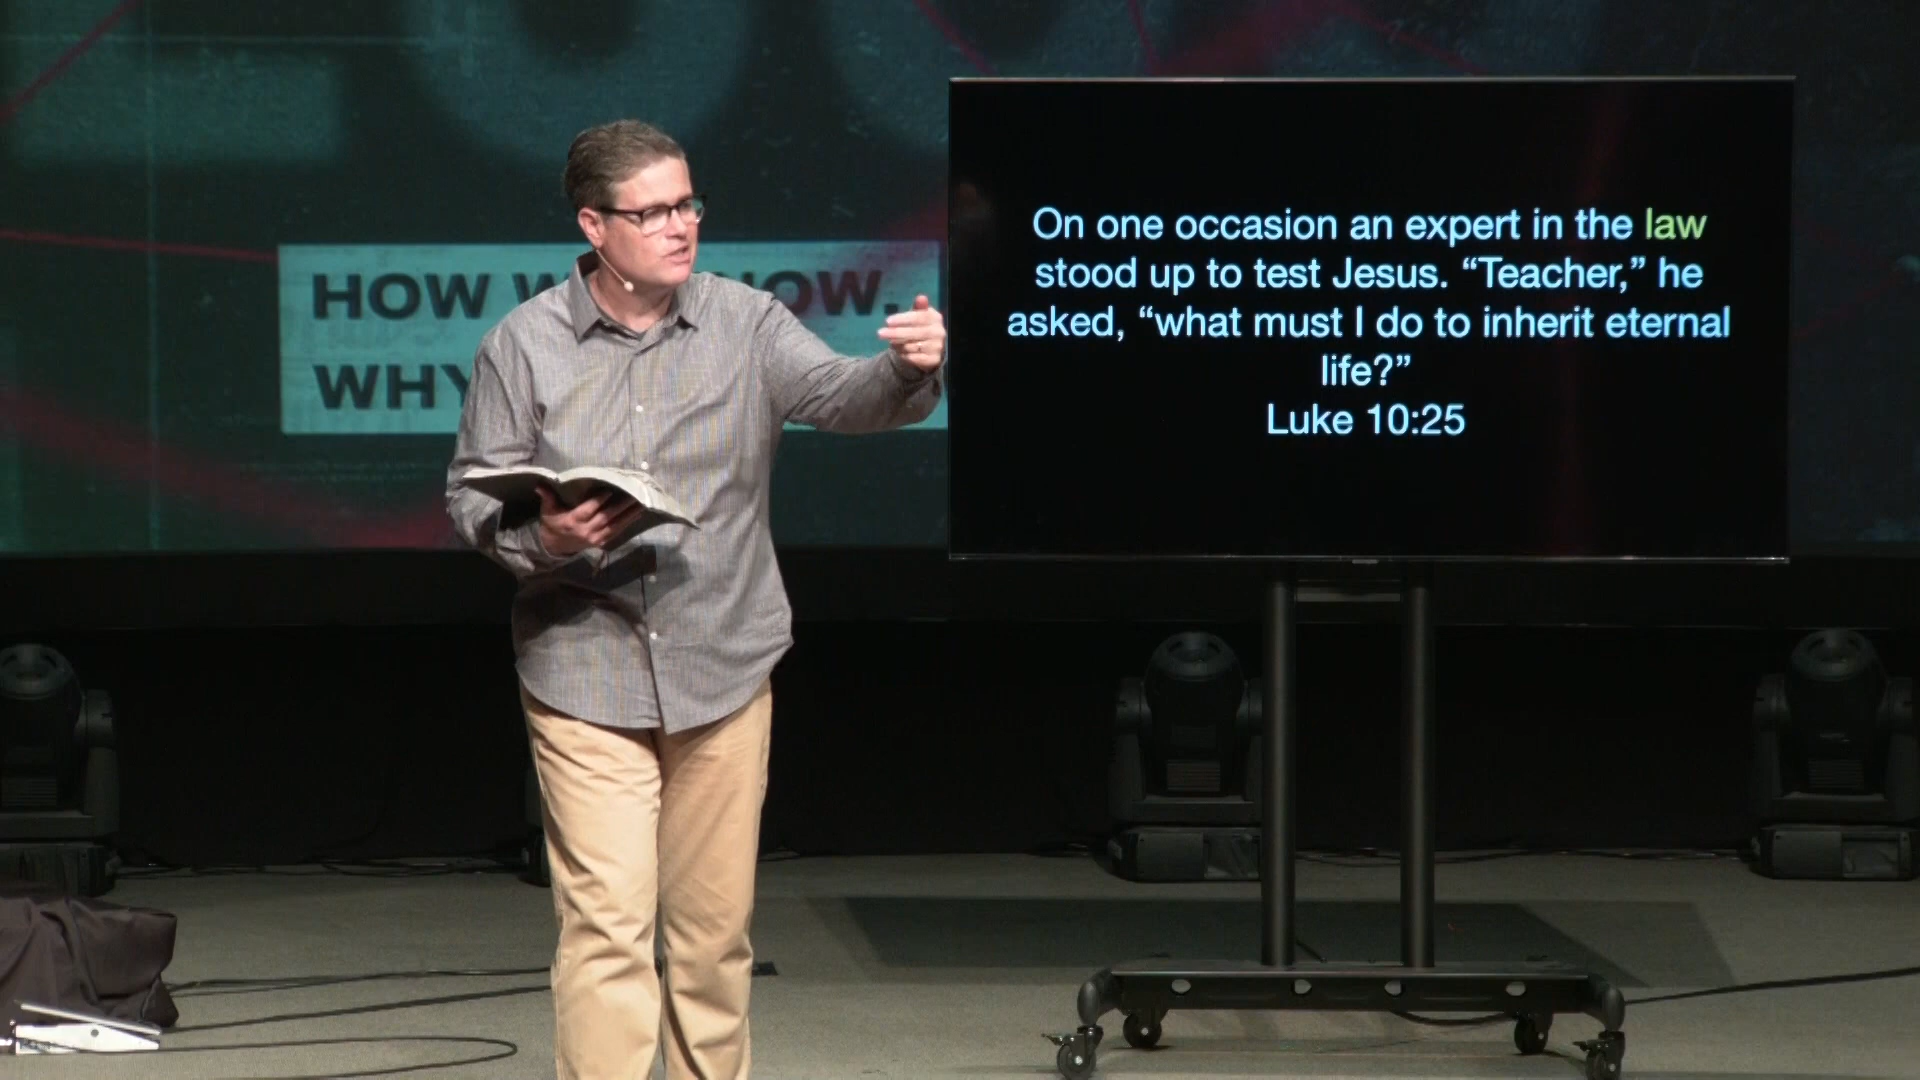 HOW W NOW.
WHY
On one occasion an expert in the law
stood up to test Jesus. “Teacher,” he
asked, “what must I do to inherit eternal
life?”
Luke 10:25